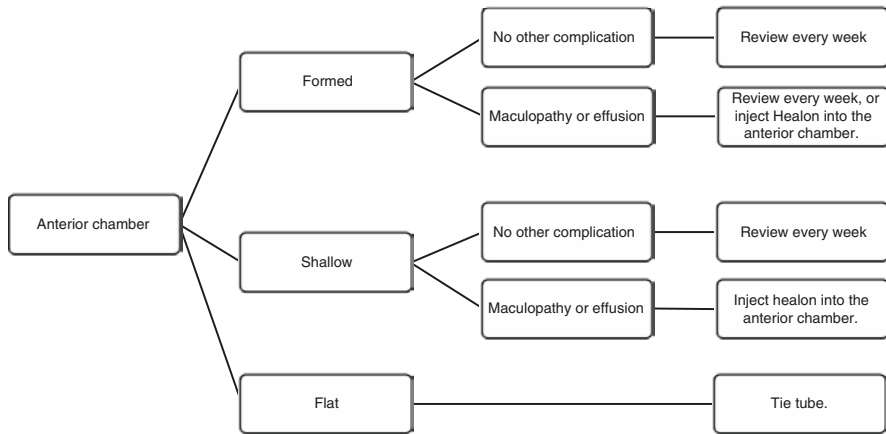 Anterior chamber
Formed
No other complication
Review every week
Maculopathy or effusion
Review every week, or
inject Healon into the
anterior chamber.
Shallow
No other complication
Review every week
Maculopathy or effusion
Inject healon into the
anterior chamber.
Flat
Tie tube.